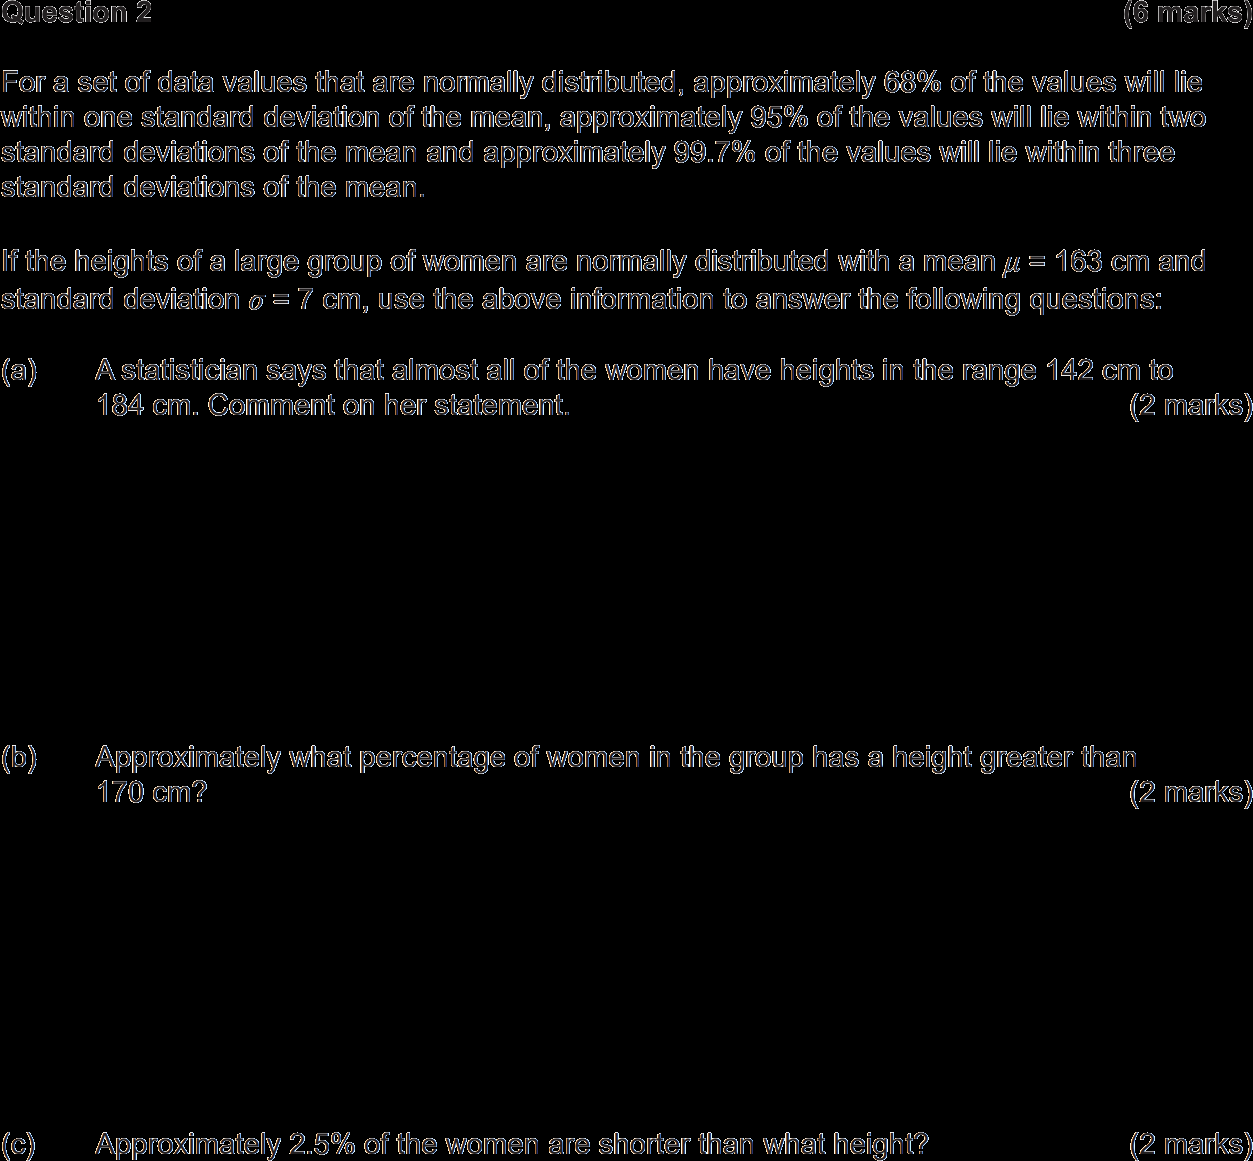 Question 2 (6 marks)
For a set of data values that are normally distributed, approximately 68% of the values will lie
within one standard deviation of the mean, approximately 95% of the values will lie within two
standard deviations of the mean and approximately 99.7% of the values will lie within three
standard deviations of the mean.
If the heights of a large group of women are normally distributed with a mean μ = 163 cm and
standard deviation σ = 7 cm, use the above information to answer the following questions:
(a) A statistician says that almost all of the women have heights in the range 142 cm to
184 cm. Comment on her statement. (2 marks)
(b) Approximately what percentage of women in the group has a height greater than
170 cm? (2 marks)
(c) Approximately 2.5% of the women are shorter than what height? (2 marks)